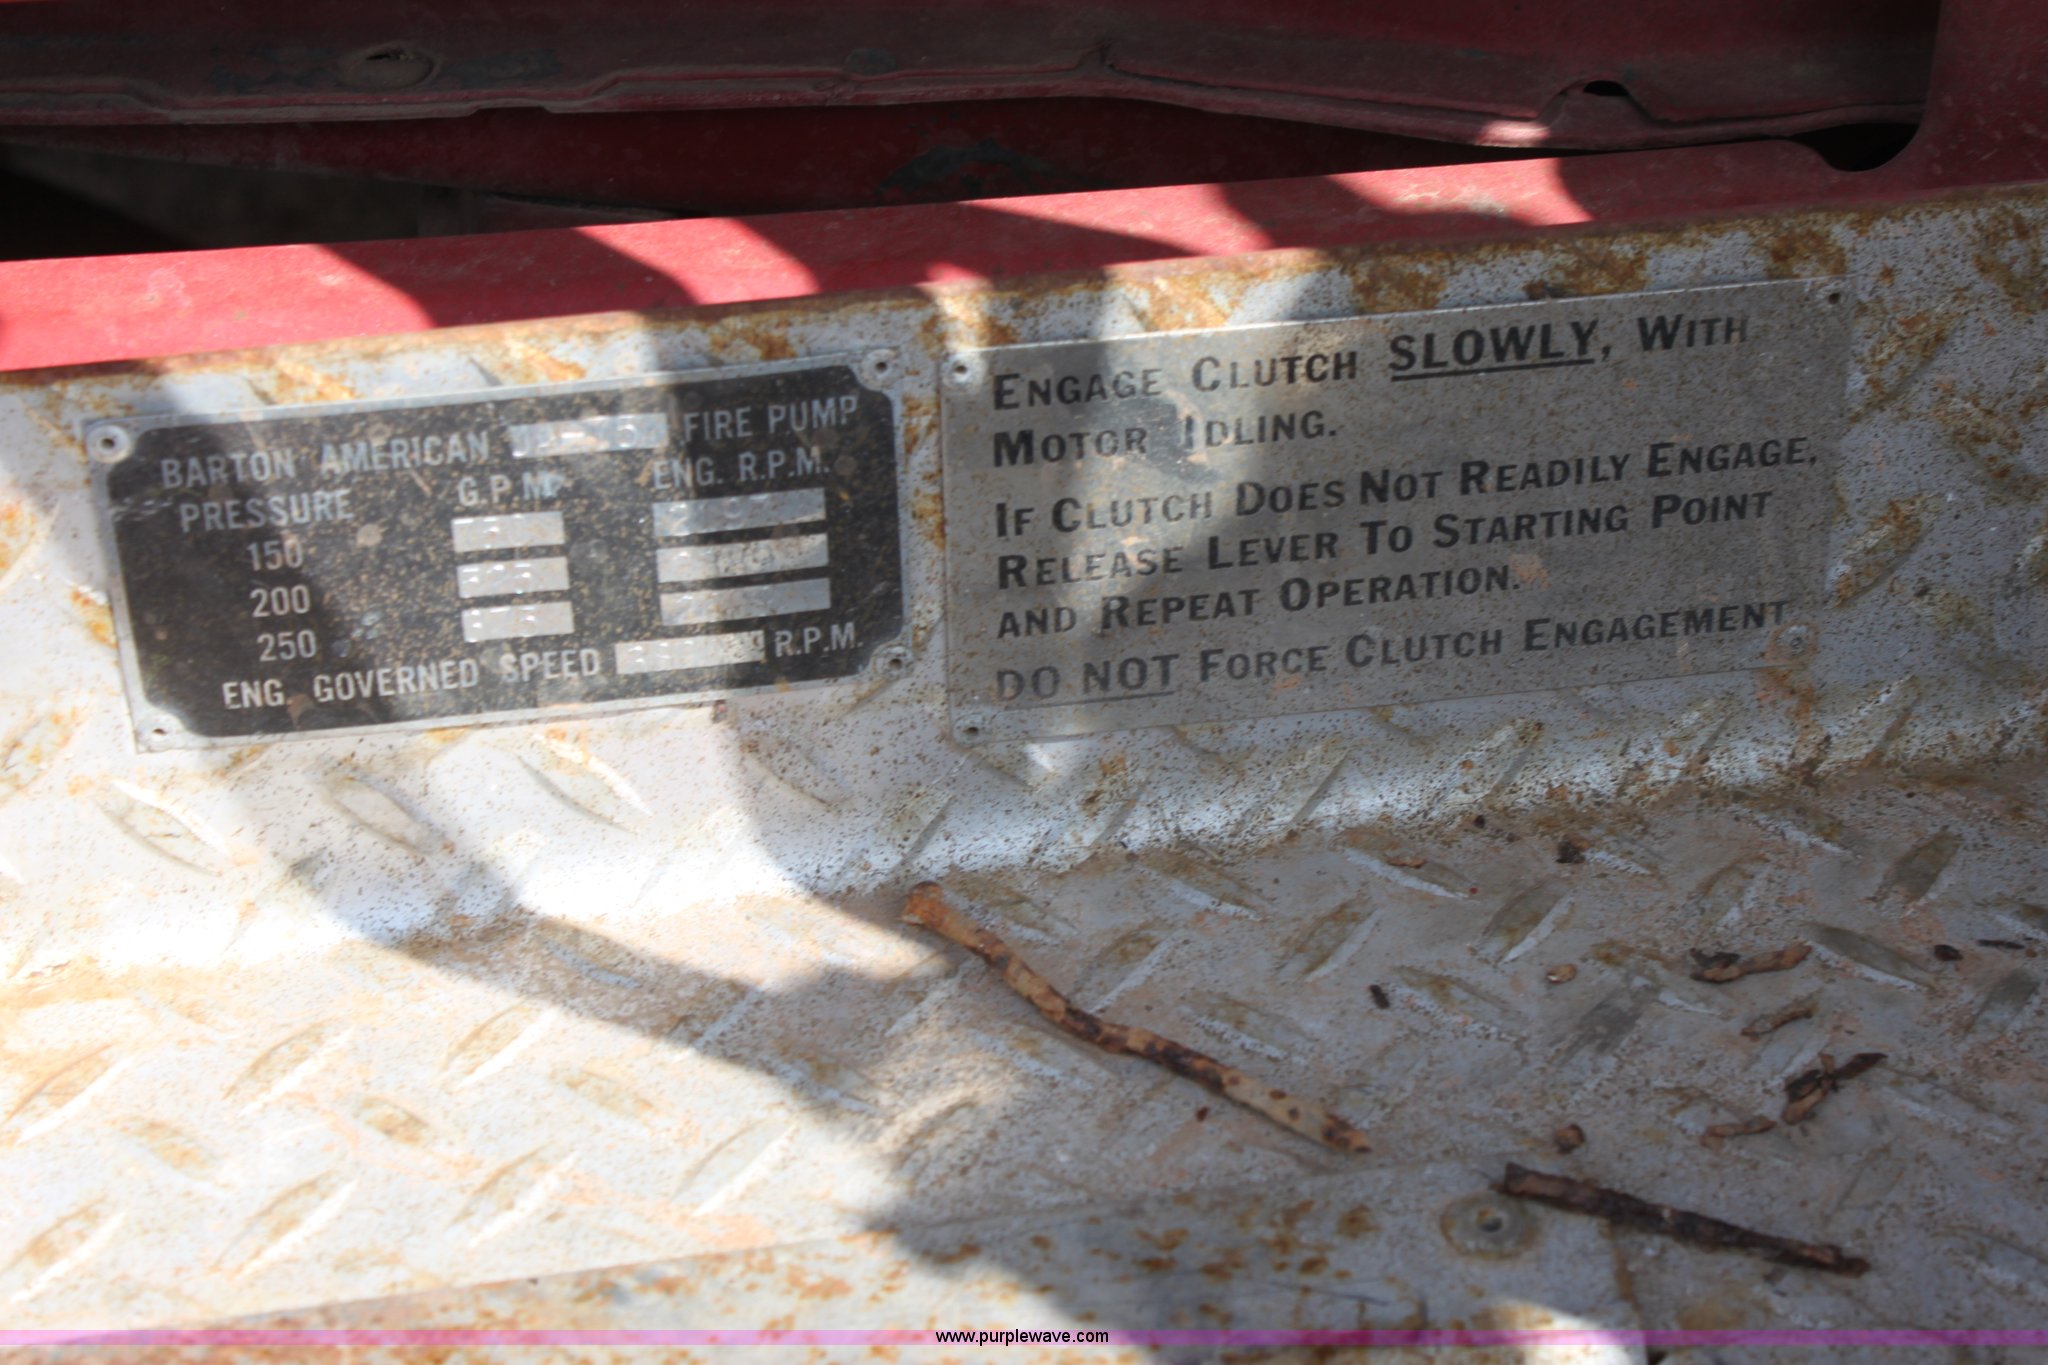 BARTON AMERICAN FIRE PUMP
PRESSURE G.P.M. ENG. R.P.M.
150
200
250
ENG. GOVERNED SPEED R.P.M.
ENGAGE CLUTCH SLOWLY, WITH
MOTOR IDLING.
IF CLUTCH DOES NOT READILY ENGAGE,
RELEASE LEVER TO STARTING POINT
AND REPEAT OPERATION.
DO NOT FORCE CLUTCH ENGAGEMENT
www.purplewave.com